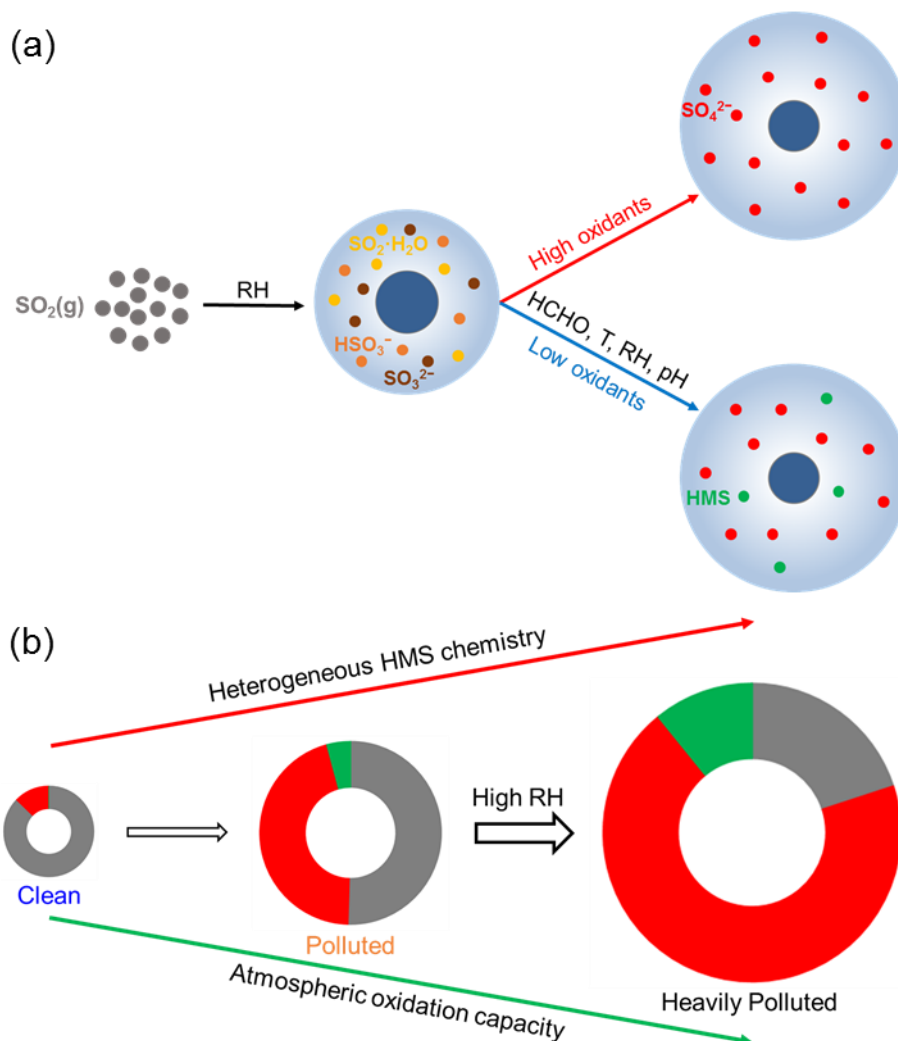 (a)
SO₄²⁻
SO₂·H₂O
High oxidants
SO₂(g)
RH
HSO₃⁻
SO₃²⁻
HCHO, T, RH, pH
Low oxidants
HMS
(b)
Heterogeneous HMS chemistry
High RH
Clean
Polluted
Heavily Polluted
Atmospheric oxidation capacity